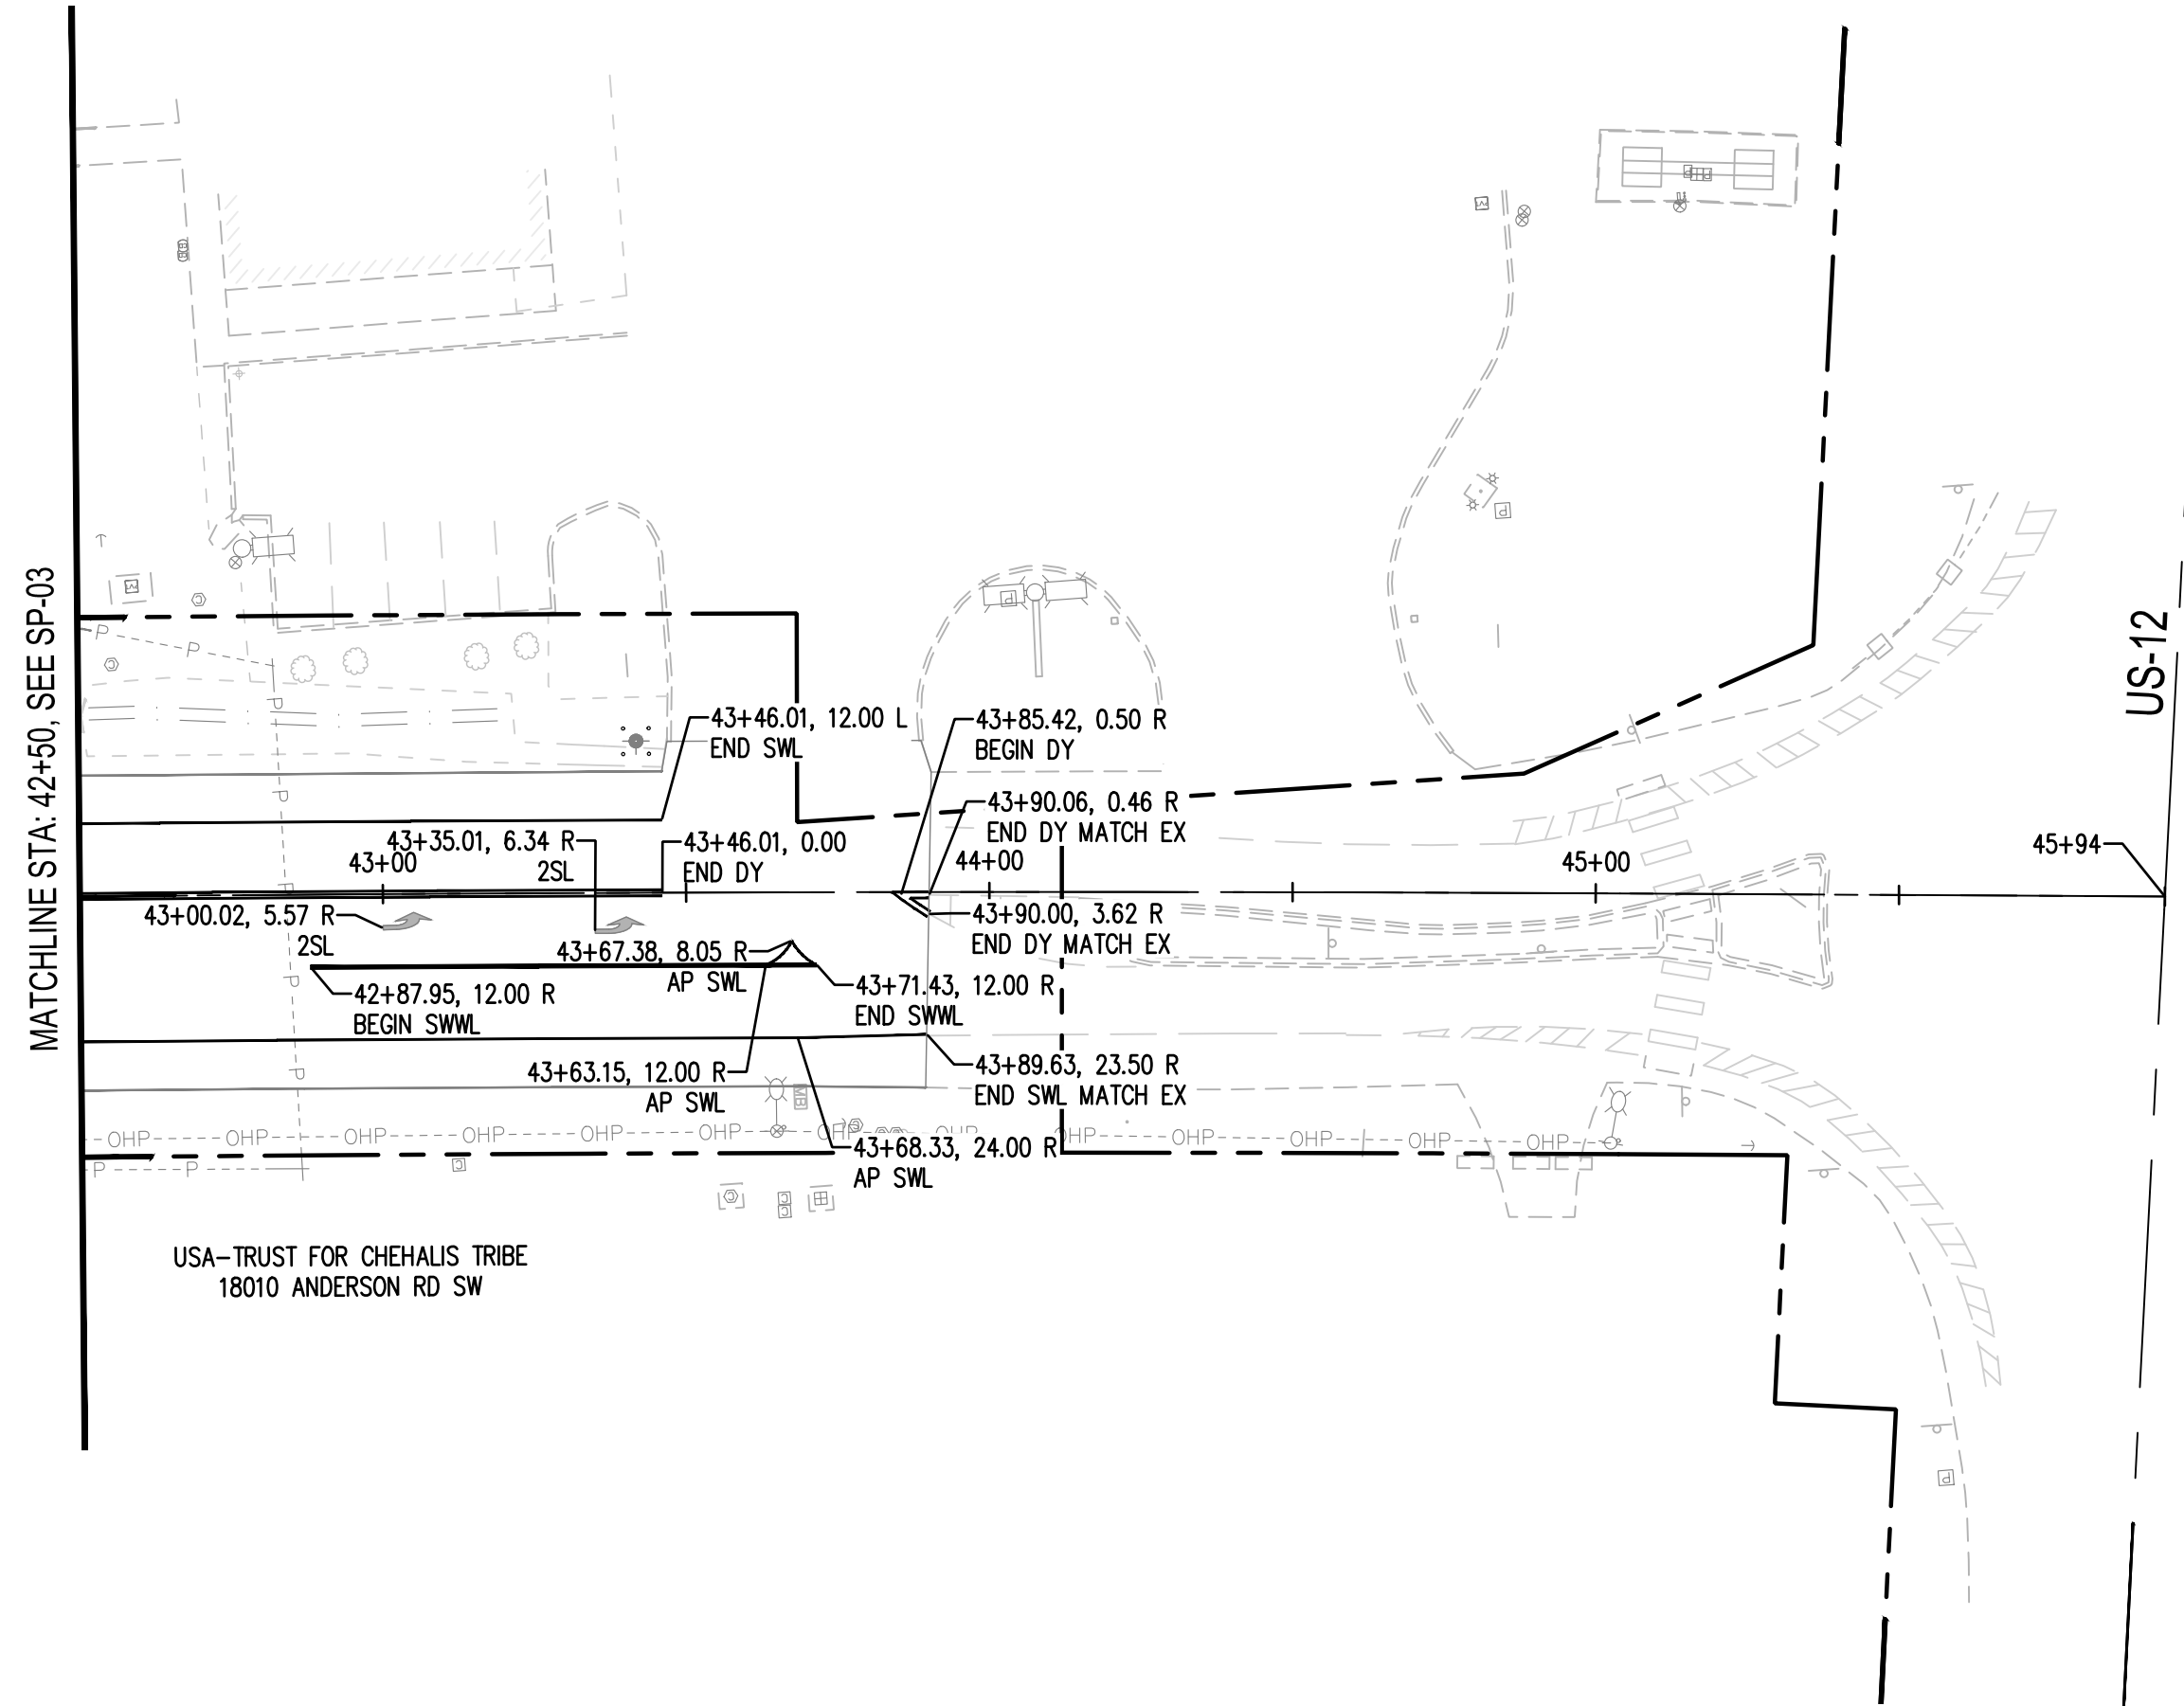 MATCHLINE STA: 42+50, SEE SP-03
US-12
43+46.01, 12.00 L
END SWL
43+85.42, 0.50 R
BEGIN DY
43+90.06, 0.46 R
END DY MATCH EX
43+35.01, 6.34 R
2SL
43+46.01, 0.00
END DY
43+00
44+00
45+00
45+94
43+00.02, 5.57 R
2SL
43+90.00, 3.62 R
END DY MATCH EX
43+67.38, 8.05 R
AP SWL
42+87.95, 12.00 R
BEGIN SWWL
43+71.43, 12.00 R
END SWWL
43+63.15, 12.00 R
AP SWL
43+89.63, 23.50 R
END SWL MATCH EX
43+68.33, 24.00 R
AP SWL
MB
OHP OHP OHP OHP OHP OHP OHP OHP OHP OHP OHP OHP OHP
P P
P
P
P
P
P
P P
USA-TRUST FOR CHEHALIS TRIBE
18010 ANDERSON RD SW